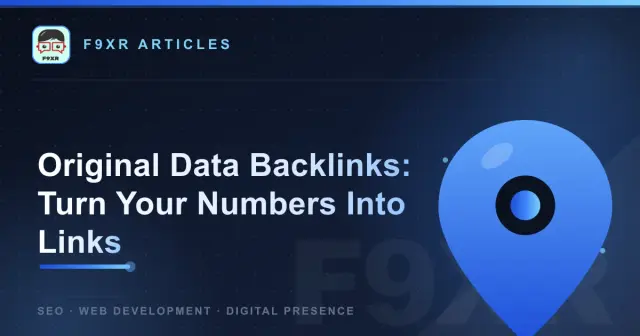 F9XR
F9XR ARTICLES
Original Data Backlinks:
Turn Your Numbers Into
Links
F9XR
SEO · WEB DEVELOPMENT · DIGITAL PRESENCE